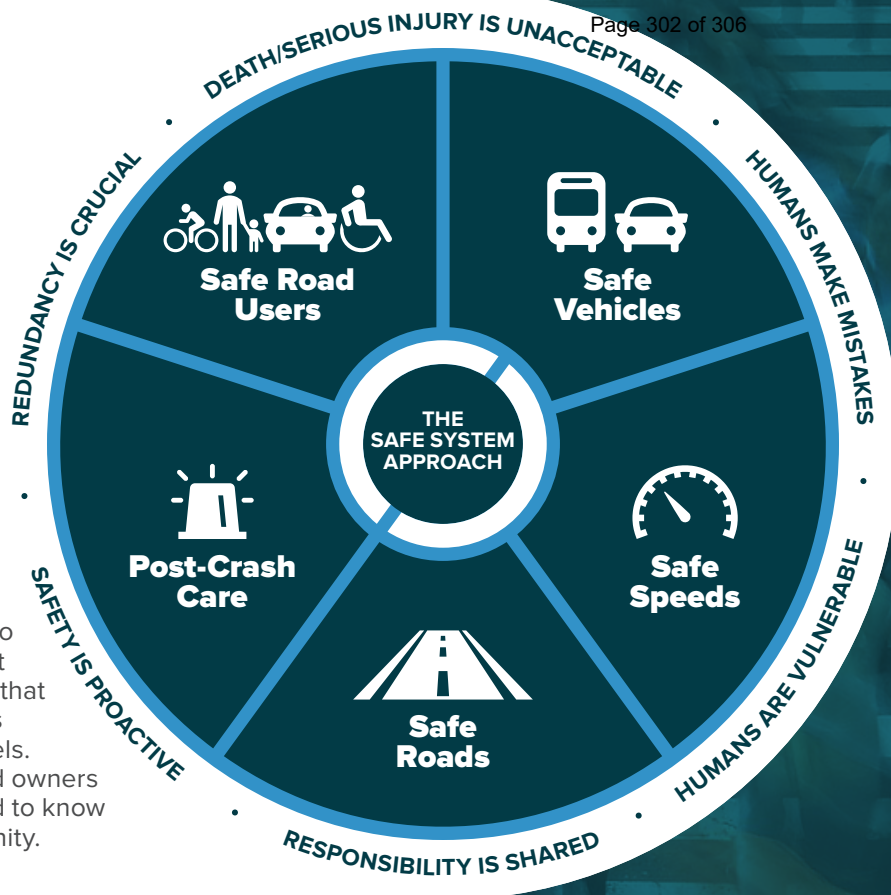 Page 302 of 306
DEATH/SERIOUS INJURY IS UNACCEPTABLE
HUMANS MAKE MISTAKES
HUMANS ARE VULNERABLE
RESPONSIBILITY IS SHARED
SAFETY IS PROACTIVE
REDUNDANCY IS CRUCIAL
Safe Road
Users
Safe
Vehicles
THE
SAFE SYSTEM
APPROACH
Post-Crash
Care
Safe
Speeds
Safe
Roads
that
owners
to know